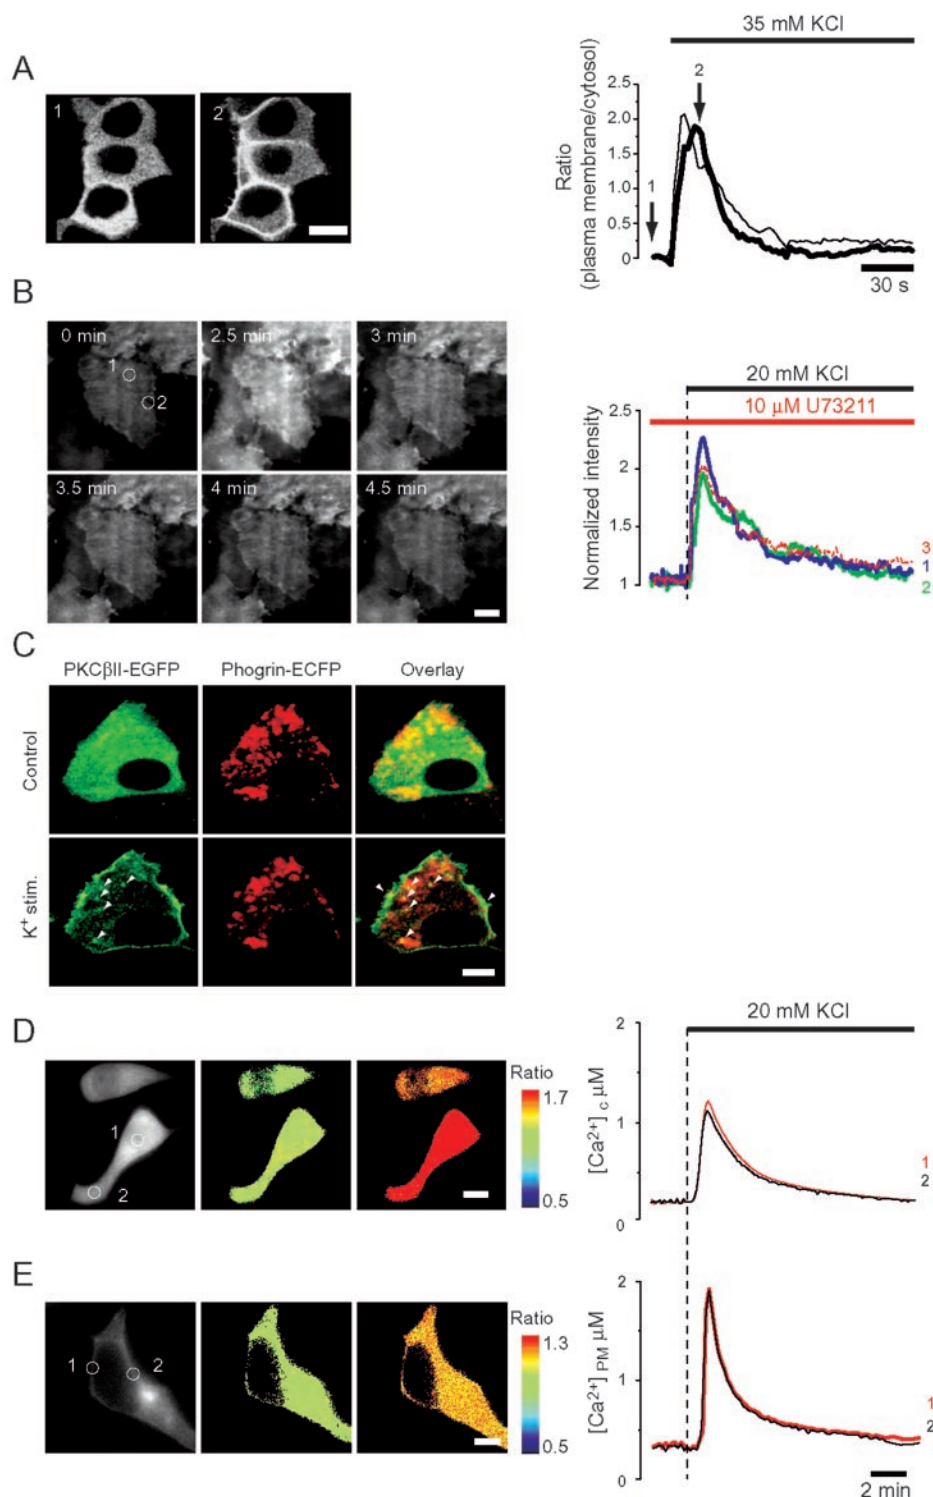 A
1
2
35 mM KCl
Ratio
(plasma membrane/cytosol)
2.5
2.0
1.5
1.0
0.5
0
1
2
30 s
B
0 min
1
2
2.5 min
3 min
3.5 min
4 min
4.5 min
20 mM KCl
10 µM U73211
Normalized intensity
2.5
2
1.5
1
3
1
2
C
PKCβII-EGFP
Phogrin-ECFP
Overlay
Control
K+ stim.
D
1
2
Ratio
1.7
0.5
20 mM KCl
[Ca2+] c µM
2
1
0
1
2
E
1
2
Ratio
1.3
0.5
[Ca2+] PM µM
2
1
0
1
2
2 min